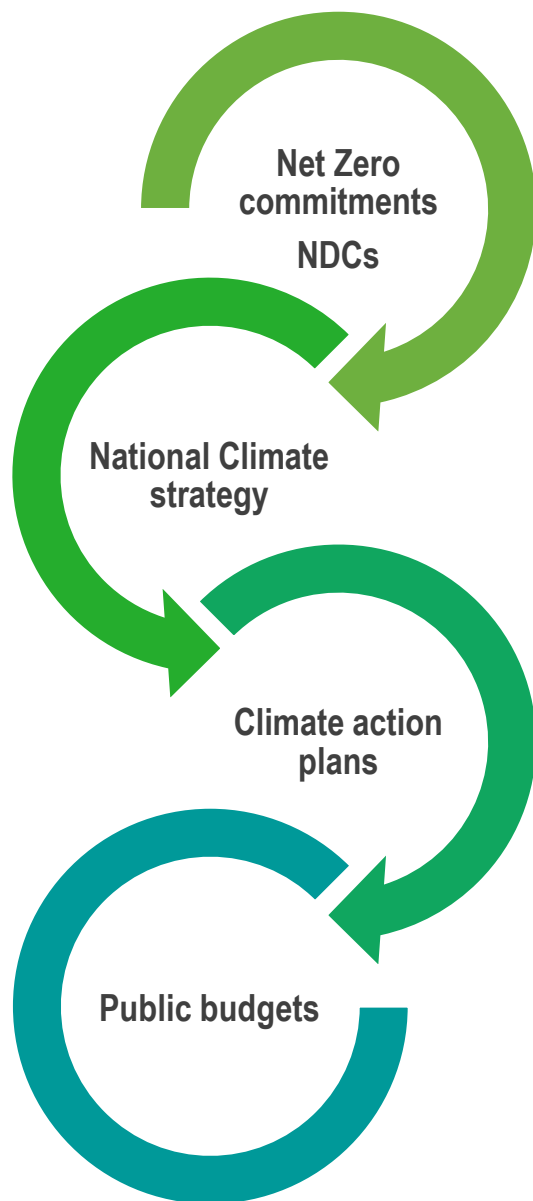 Net Zero
commitments
NDCs
National Climate
strategy
Climate action
plans
Public budgets